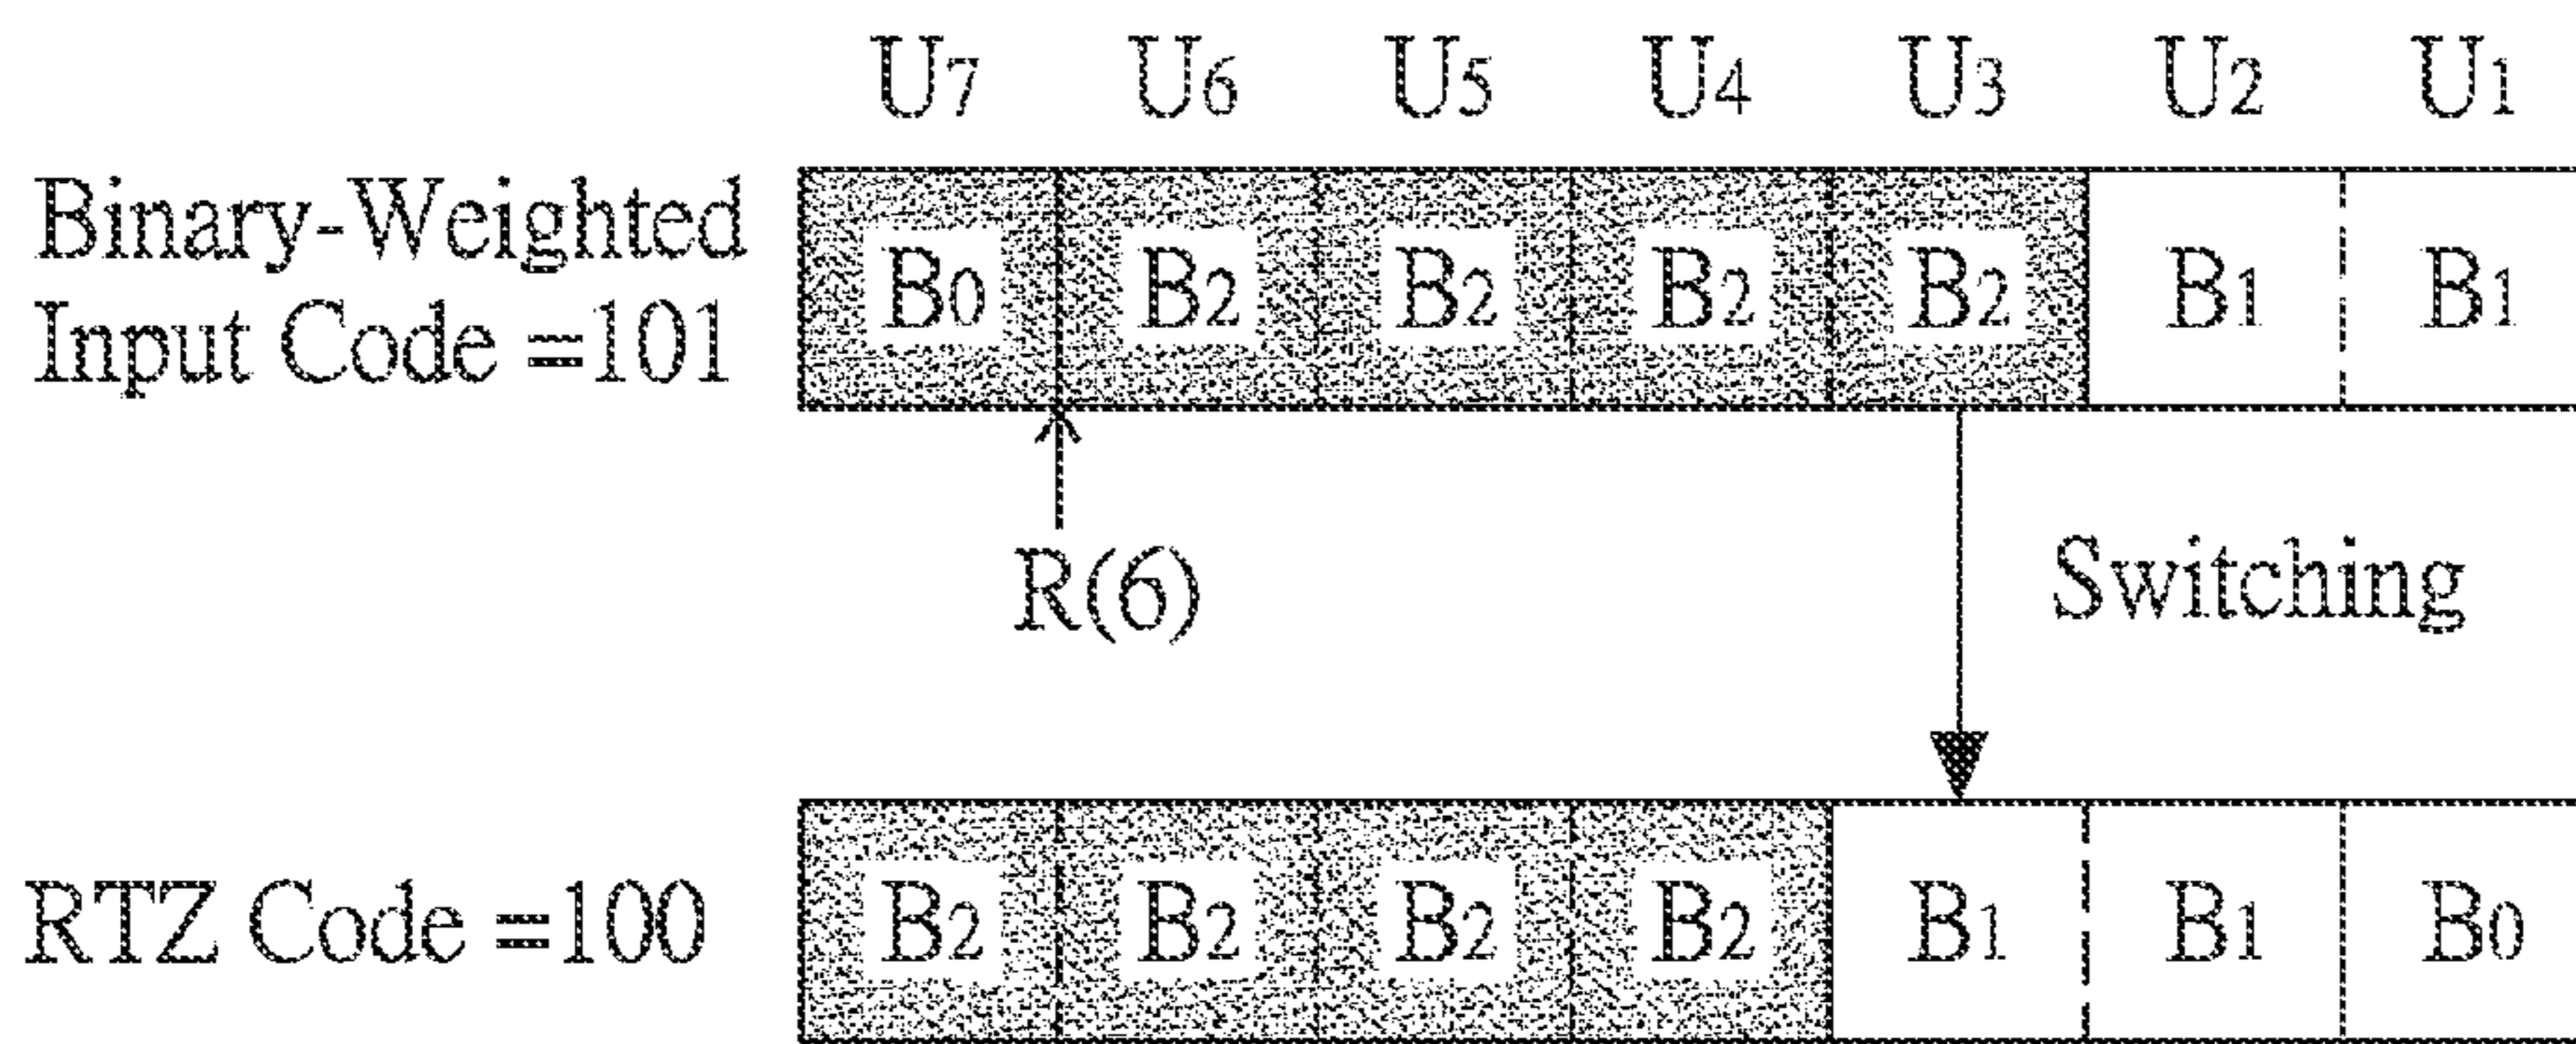 U7 U6 U5 U4 U3 U2 U1
Binary-Weighted
Input Code =101
B0 B2 B2 B2 B2 B1 B1
R(6)
Switching
RTZ Code =100
B2 B2 B2 B2 B1 B1 B0